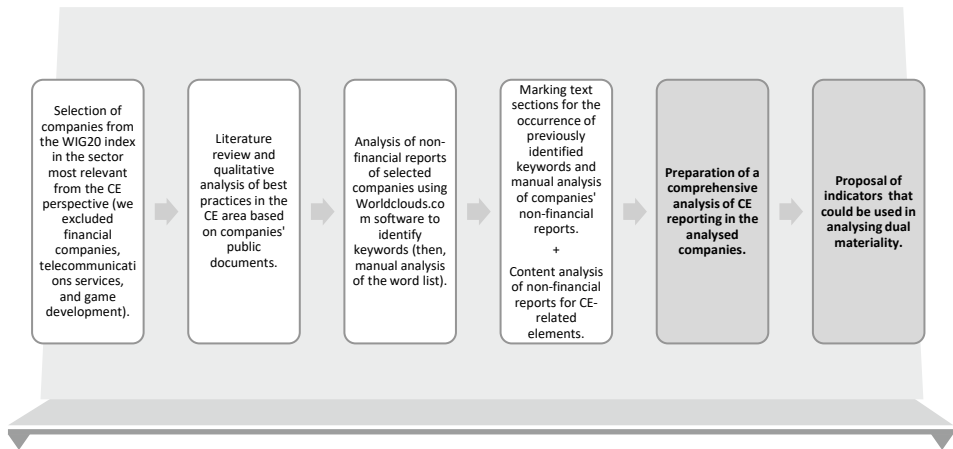 Selection of
companies from
the WIG20 index
in the sector
most relevant
from the CE
perspective (we
excluded
financial
companies,
telecommunicati
ons services,
and game
development).
Literature
review and
qualitative
analysis of best
practices in the
CE area based
on companies'
public
documents.
Analysis of non-
financial reports
of selected
companies using
Worldclouds.co
m software to
identify
keywords (then,
manual analysis
of the word list).
Marking text
sections for the
occurrence of
previously
identified
keywords and
manual analysis
of companies'
non-financial
reports.
+
Content analysis
of non-financial
reports for CE-
related
elements.
Preparation of a
comprehensive
analysis of CE
reporting in the
analysed
companies.
Proposal of
indicators that
could be used in
analysing dual
materiality.